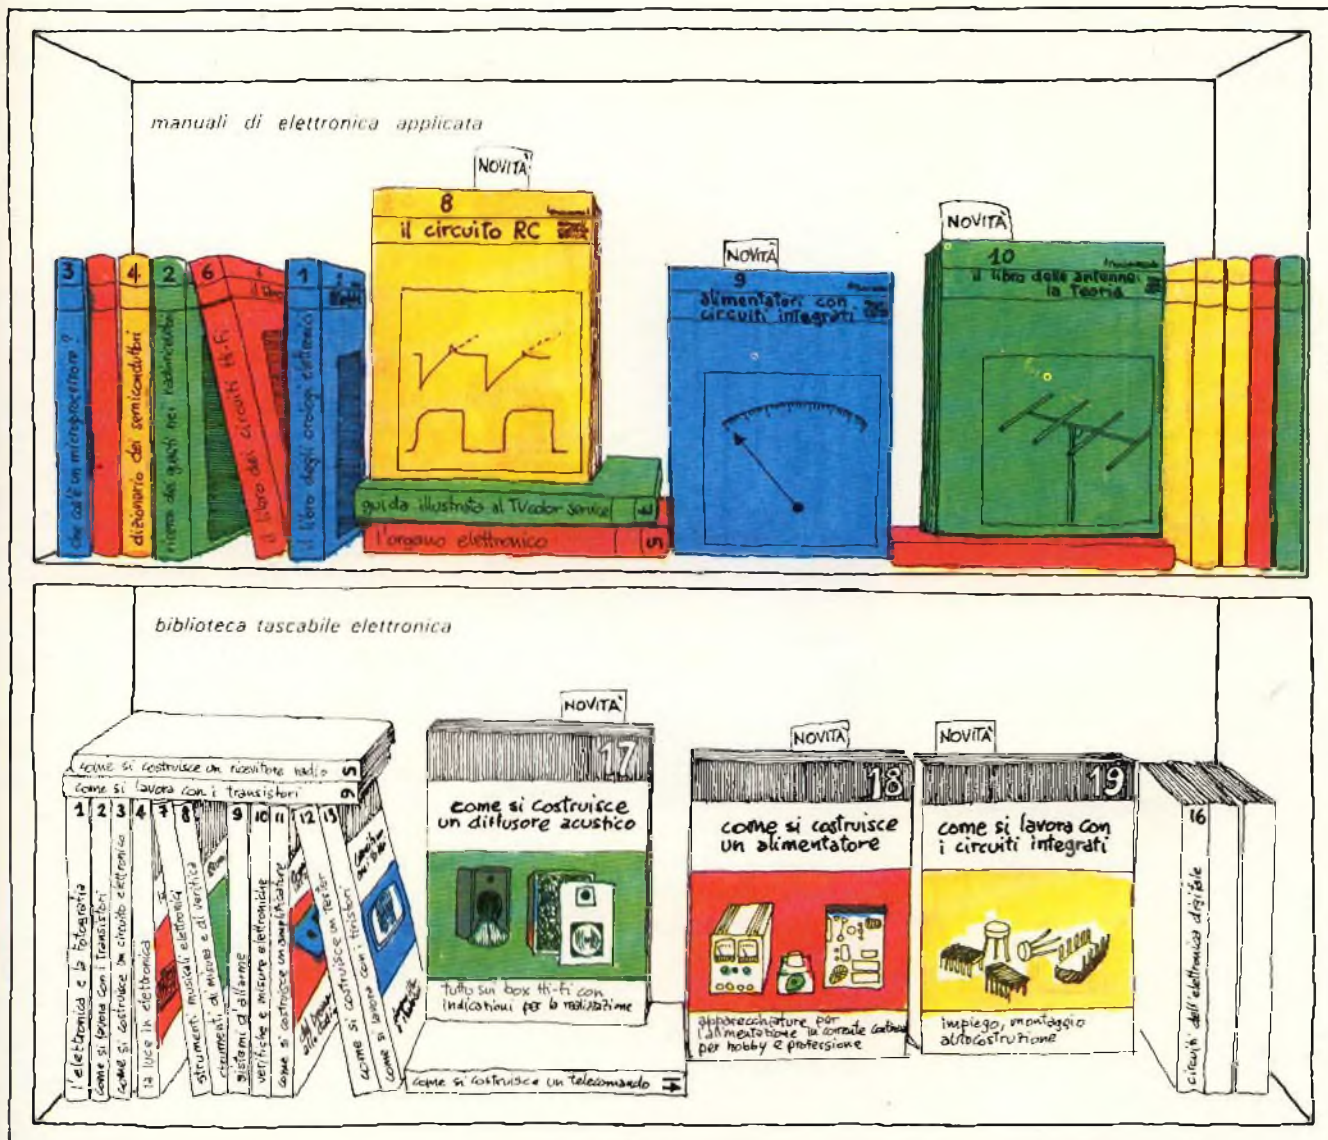 manuali di elettronica applicata
NOVITÀ
8
il circuito RC
NOVITÀ
9
alimentatori con
circuiti integrati
NOVITÀ
10
il libro delle antenne:
la Teoria
3
che cos'è un microprocessore?
4
dizionario dei semiconduttori
2
ricerca dei guasti nei radioricevitori
6
il libro dei circuiti Hi-Fi
1
il libro degli orologi elettronici
guida illustrata al TVcolor service
l'organo elettronico
5
biblioteca tascabile elettronica
come si costruisce un ricevitore radio
5
come si lavora con i transistori
6
1
l'elettronica e la fotografia
2
come si lavora con i transistori
3
come si costruisce un circuito elettronico
4
la luce in elettronica
7
8
strumenti musicali elettronici
strumenti di misura e di verifica
9
sistemi d'allarme
10
verifiche e misure elettroniche
11
come si costruisce un amplificatore
12
come si costruisce un tester
13
come si lavora con i tiristori
come si costruisce un telecomando
14
NOVITÀ
17
come si costruisce
un diffusore acustico
tutto sui box Hi-Fi con
indicazioni per la realizzazione
NOVITÀ
18
come si costruisce
un alimentatore
apparecchiature per
l'alimentazione in corrente continua
per hobby e professione
NOVITÀ
19
come si lavora con
i circuiti integrati
impiego, montaggio
autocostruzione
16
circuiti dell'elettronica digitale